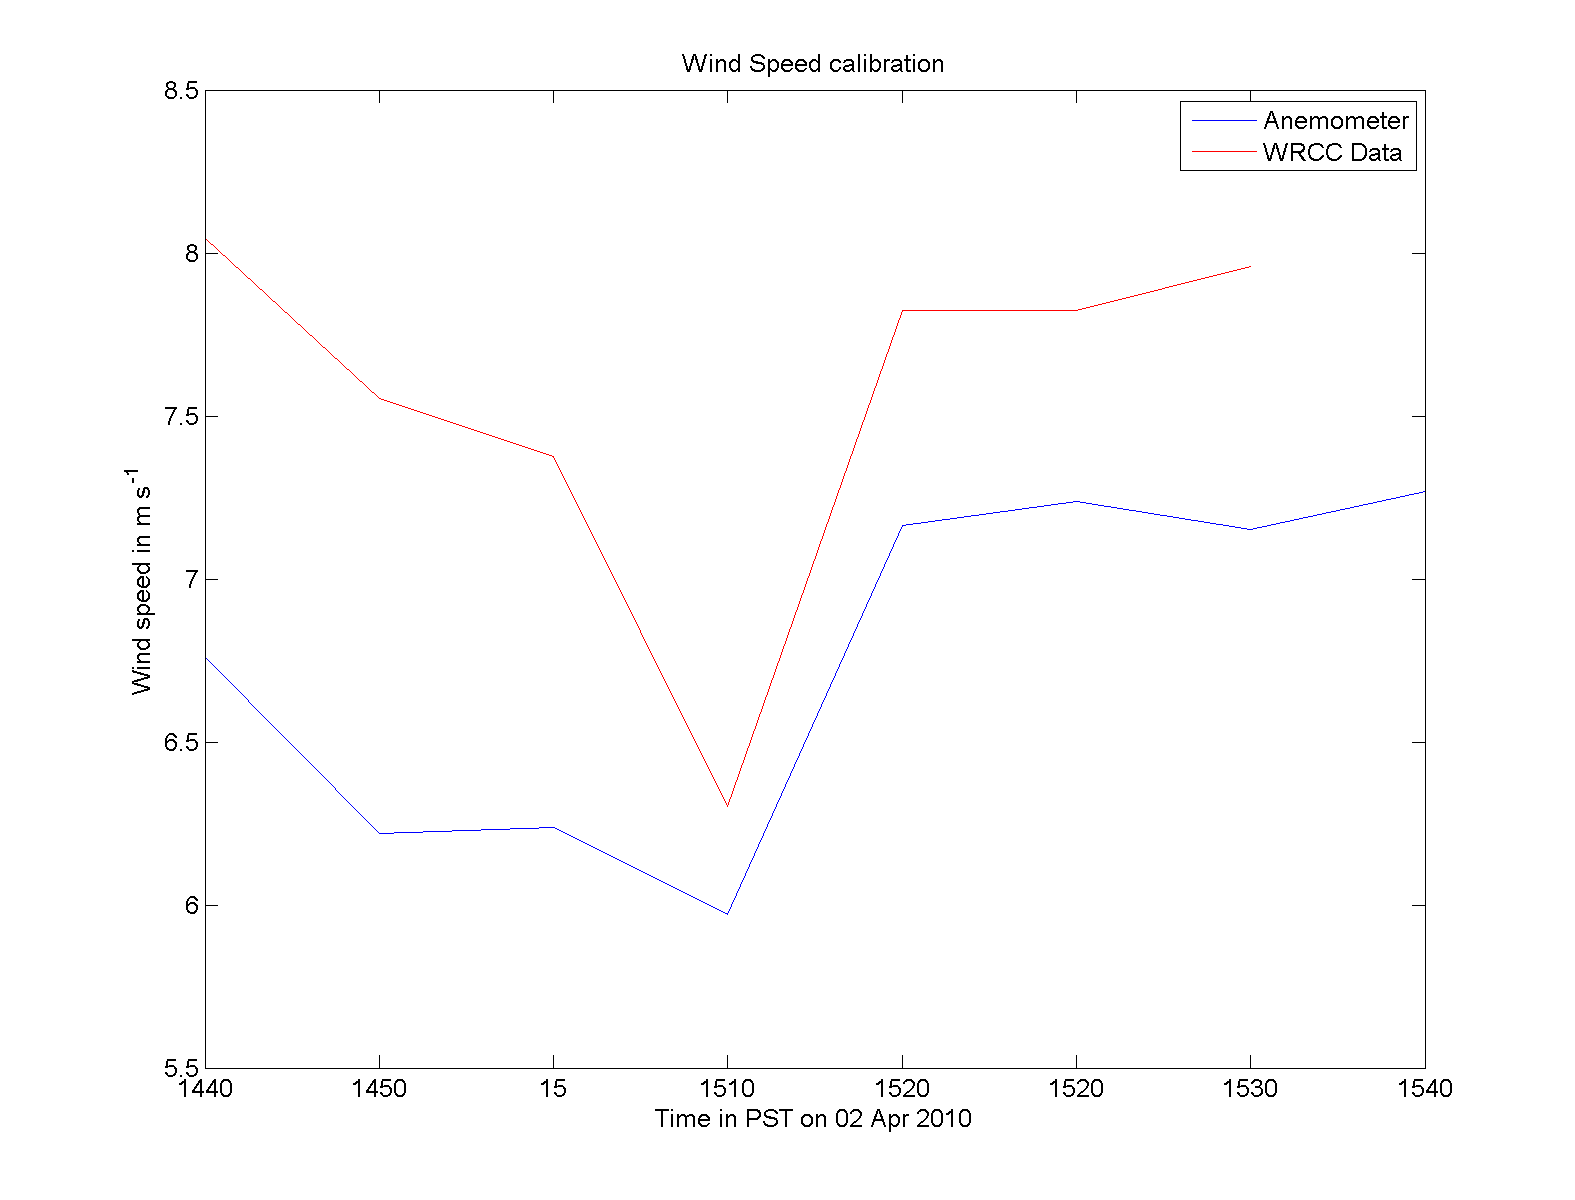 Wind Speed calibration
8.5
8
7.5
7
6.5
6
5.5
Wind speed in m s-1
Anemometer
WRCC Data
1440 1450 15 1510 1520 1520 1530 1540
Time in PST on 02 Apr 2010